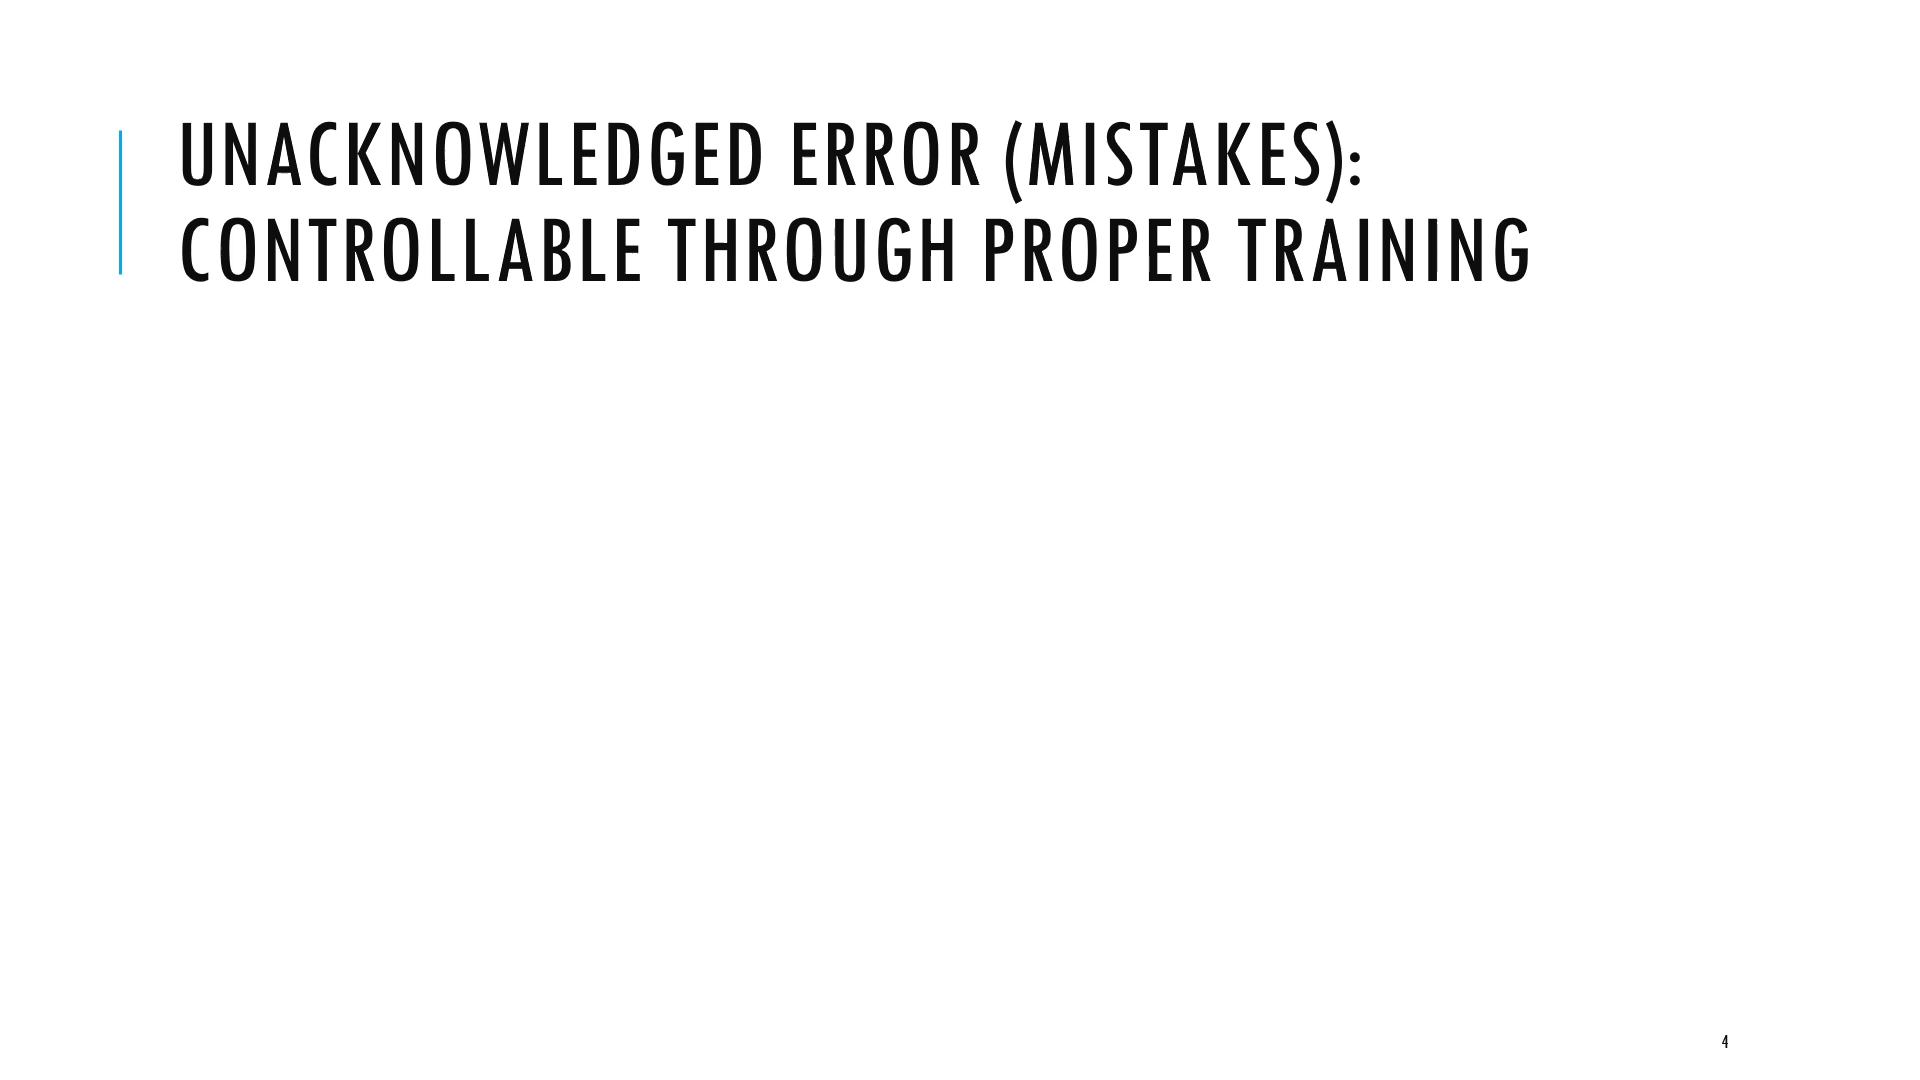 UNACKNOWLEDGED ERROR (MISTAKES):
CONTROLLABLE THROUGH PROPER TRAINING
4